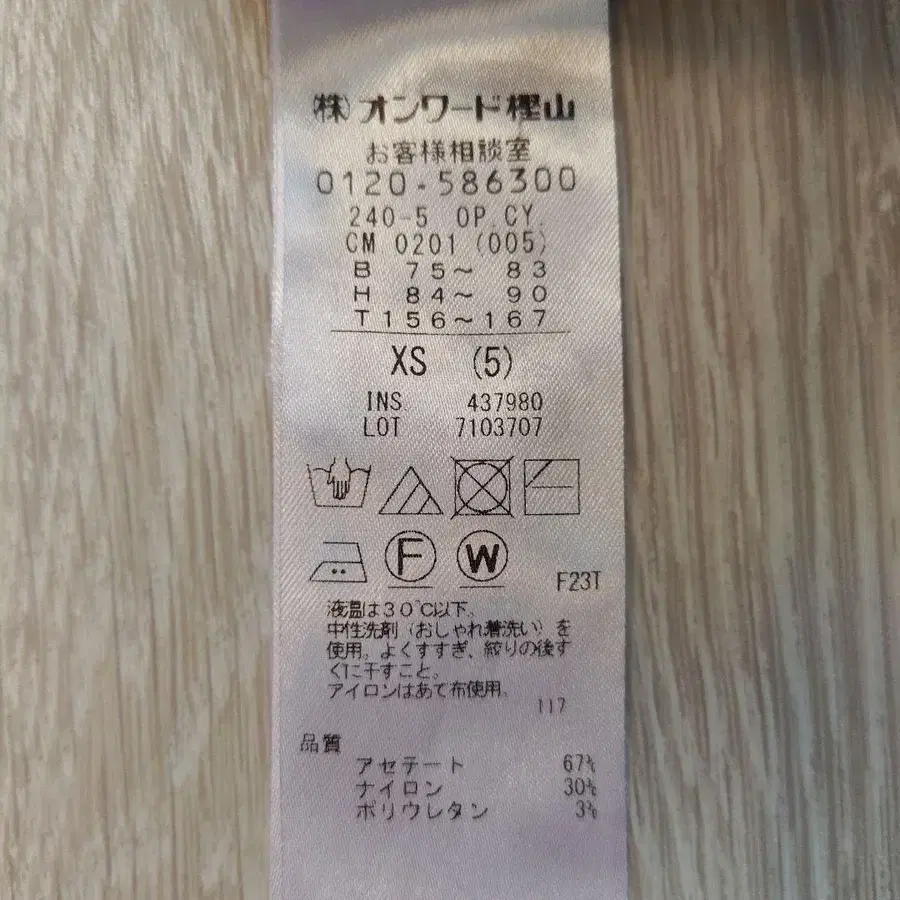 ㈱オンワード樫山
お客様相談室
0120-586300
240-5 OP.CY.
CM 0201 (005)
B 75～ 83
H 84～ 90
T156～167
XS (5)
INS 437980
LOT 7103707
F W
F23T
液温は30℃以下。
中性洗剤（おしゃれ着洗い）を
使用。よくすすぎ、絞りの後す
ぐに干すこと。
アイロンはあて布使用。
117
品質
アセテート 67%
ナイロン 30%
ポリウレタン 3%